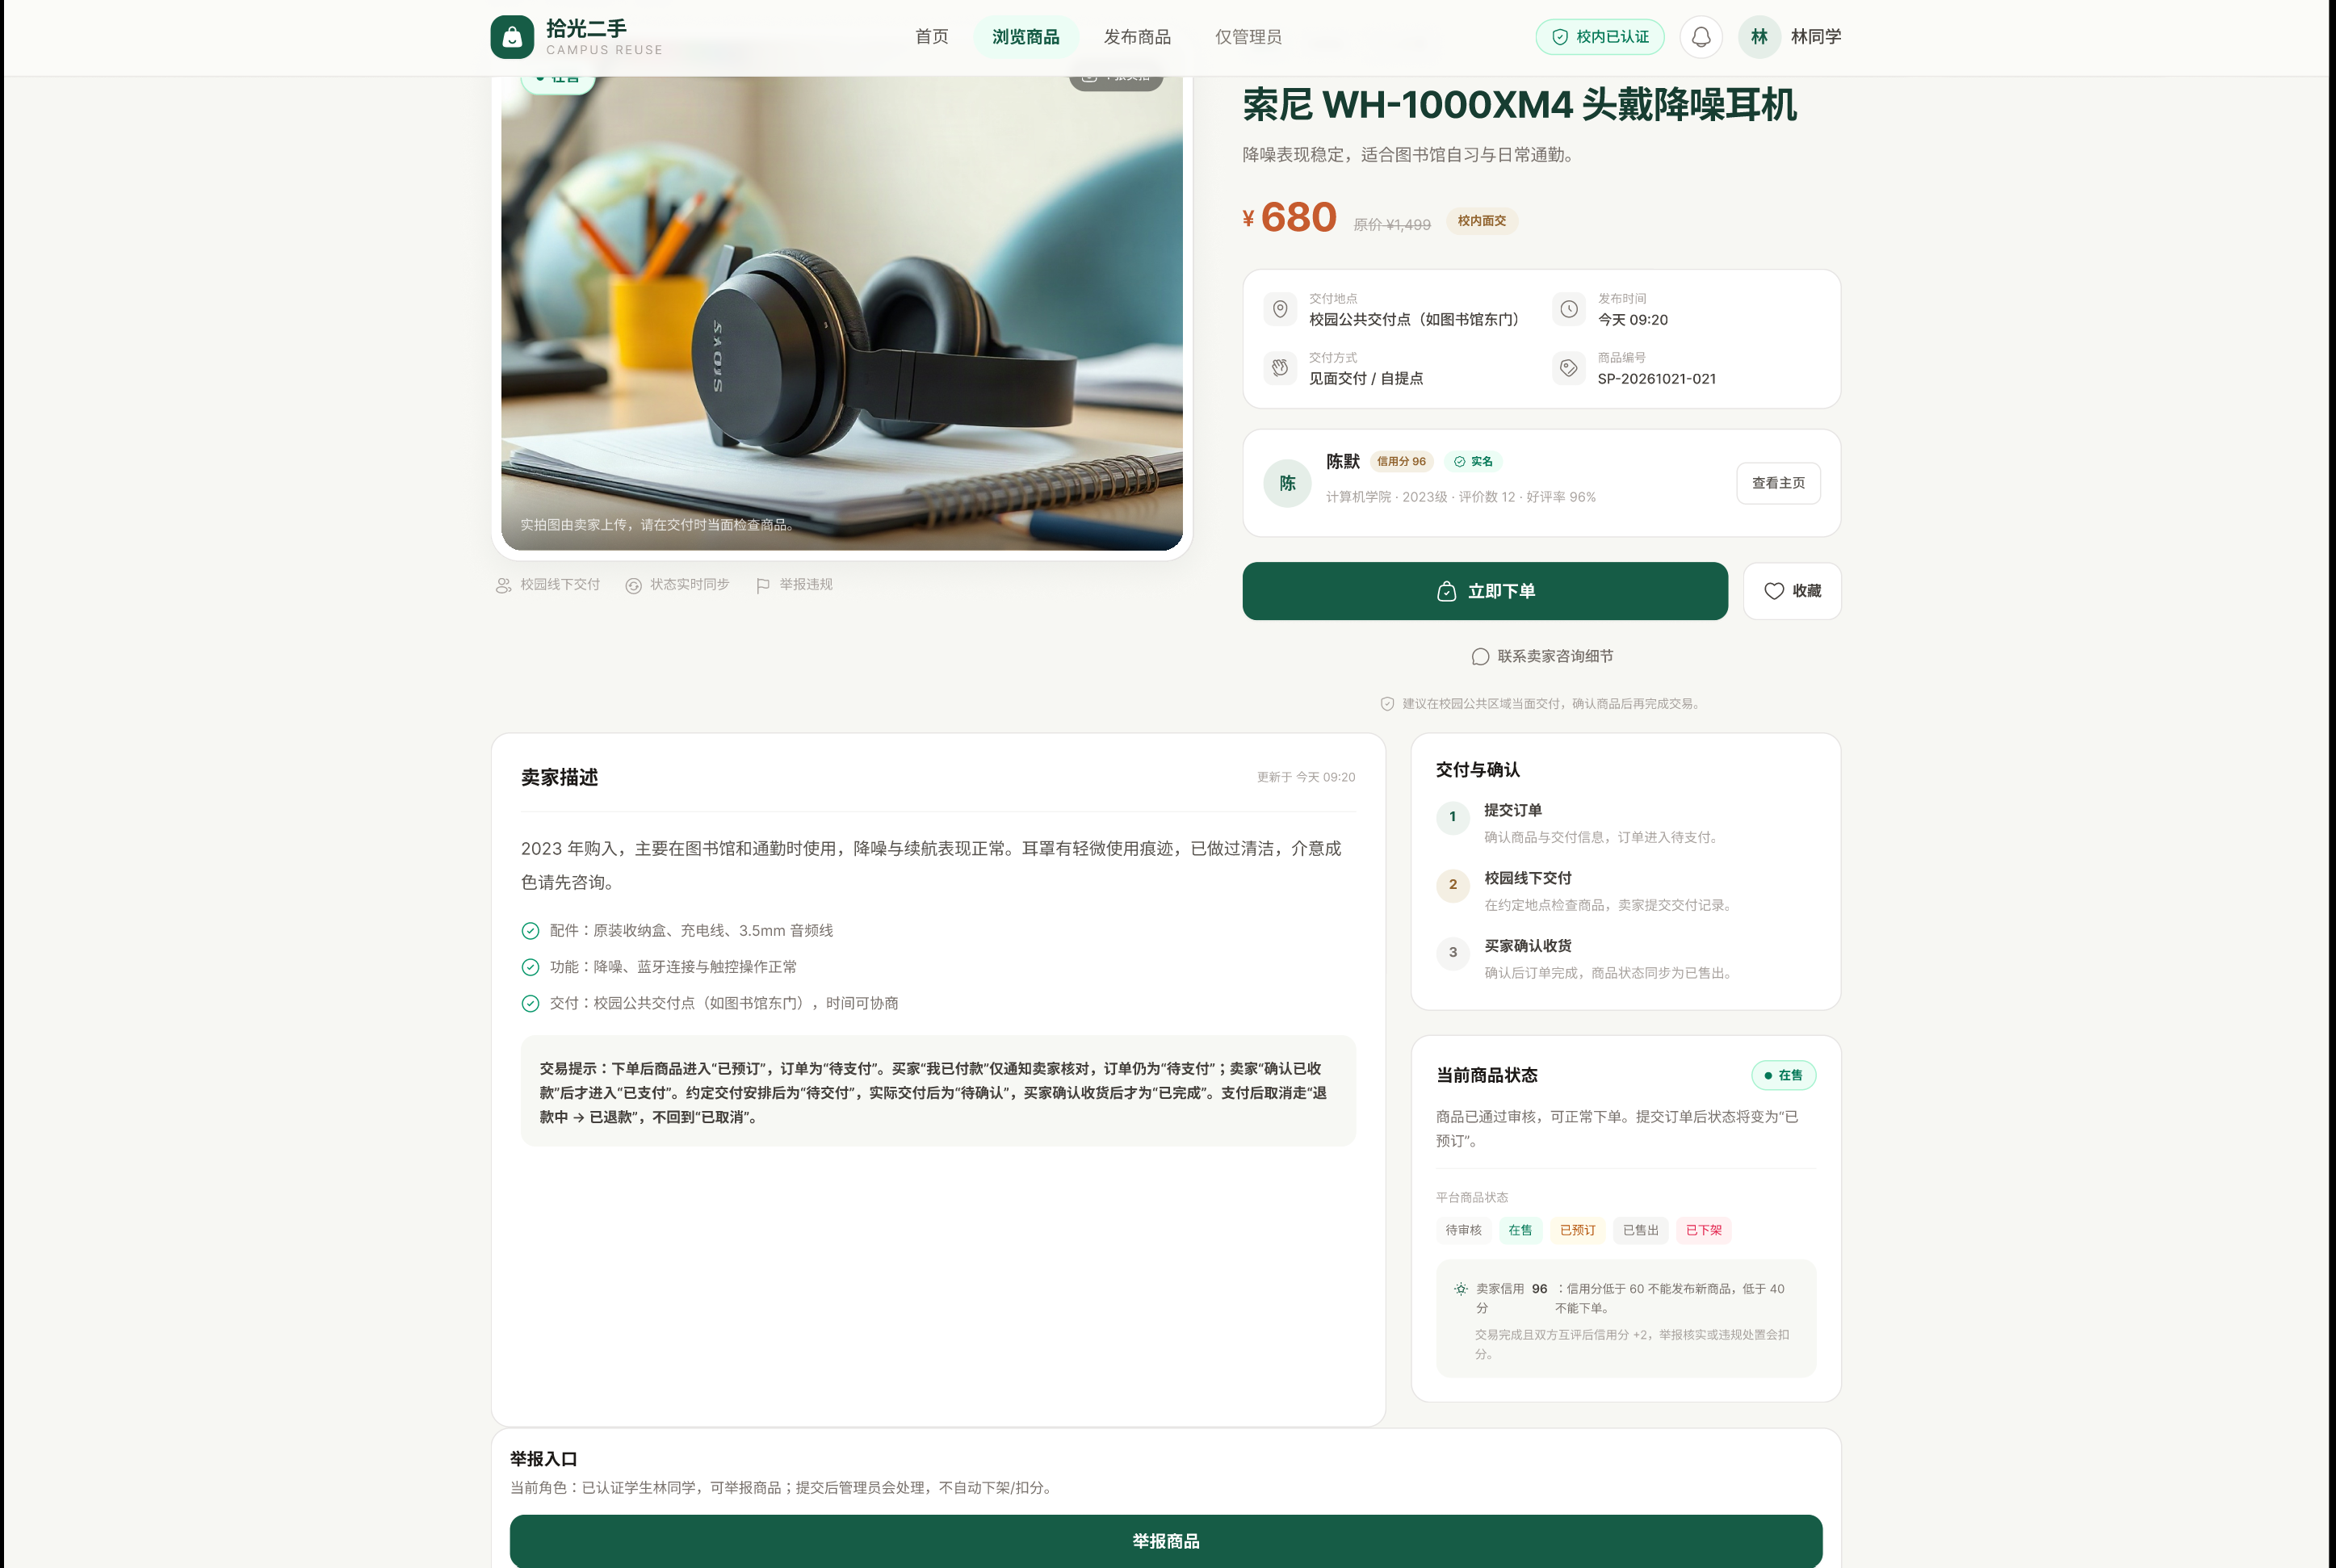 拾光二手
CAMPUS REUSE
首页
浏览商品
发布商品
仅管理员
校内已认证
林
林同学
在售
索尼 WH-1000XM4 头戴降噪耳机
降噪表现稳定，适合图书馆自习与日常通勤。
¥ 680
原价 ¥1,499
校内面交
交付地点
校园公共交付点（如图书馆东门）
发布时间
今天 09:20
交付方式
见面交付 / 自提点
商品编号
SP-20261021-021
陈
陈默
信用分 96
实名
计算机学院 · 2023级 · 评价数 12 · 好评率 96%
查看主页
实拍图由卖家上传，请在交付时当面检查商品。
校园线下交付
状态实时同步
举报违规
立即下单
收藏
联系卖家咨询细节
建议在校园公共区域当面交付，确认商品后再完成交易。
卖家描述
更新于 今天 09:20
2023 年购入，主要在图书馆和通勤时使用，降噪与续航表现正常。耳罩有轻微使用痕迹，已做过清洁，介意成
色请先咨询。
配件：原装收纳盒、充电线、3.5mm 音频线
功能：降噪、蓝牙连接与触控操作正常
交付：校园公共交付点（如图书馆东门），时间可协商
交易提示：下单后商品进入“已预订”，订单为“待支付”。买家“我已付款”仅通知卖家核对，订单仍为“待支付”；卖家“确认已收
款”后才进入“已支付”。约定交付安排后为“待交付”，实际交付后为“待确认”，买家确认收货后才为“已完成”。支付后取消走“退
款中 → 已退款”，不回到“已取消”。
交付与确认
1
提交订单
确认商品与交付信息，订单进入待支付。
2
校园线下交付
在约定地点检查商品，卖家提交交付记录。
3
买家确认收货
确认后订单完成，商品状态同步为已售出。
当前商品状态
在售
商品已通过审核，可正常下单。提交订单后状态将变为“已
预订”。
平台商品状态
待审核
在售
已预订
已售出
已下架
卖家信用
分
96
：信用分低于 60 不能发布新商品，低于 40
不能下单。
交易完成且双方互评后信用分 +2，举报核实或违规处置会扣
分。
举报入口
当前角色：已认证学生林同学，可举报商品；提交后管理员会处理，不自动下架/扣分。
举报商品